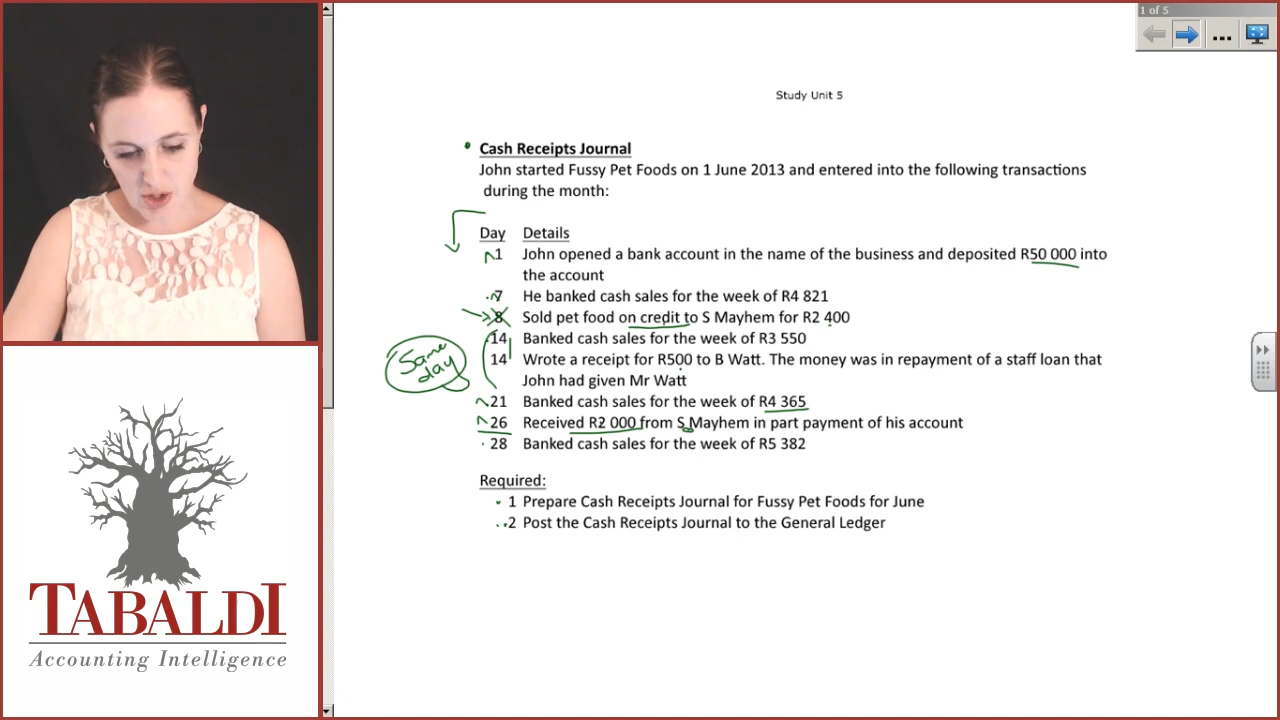 1 of 5
Study Unit 5
Cash Receipts Journal
John started Fussy Pet Foods on 1 June 2013 and entered into the following transactions
during the month:
Day Details
1 John opened a bank account in the name of the business and deposited R50 000 into
the account
7 He banked cash sales for the week of R4 821
8 Sold pet food on credit to S Mayhem for R2 400
14 Banked cash sales for the week of R3 550
14 Wrote a receipt for R500 to B Watt. The money was in repayment of a staff loan that
John had given Mr Watt
Same
day
21 Banked cash sales for the week of R4 365
26 Received R2 000 from S Mayhem in part payment of his account
28 Banked cash sales for the week of R5 382
Required:
1 Prepare Cash Receipts Journal for Fussy Pet Foods for June
2 Post the Cash Receipts Journal to the General Ledger
TABALDI
Accounting Intelligence